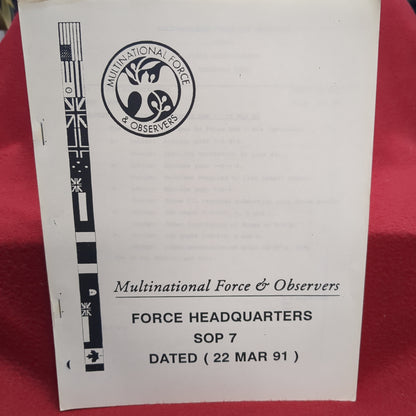 MULTINATIONAL FORCE
& OBSERVERS
Multinational Force & Observers
FORCE HEADQUARTERS
SOP 7
DATED ( 22 MAR 91 )